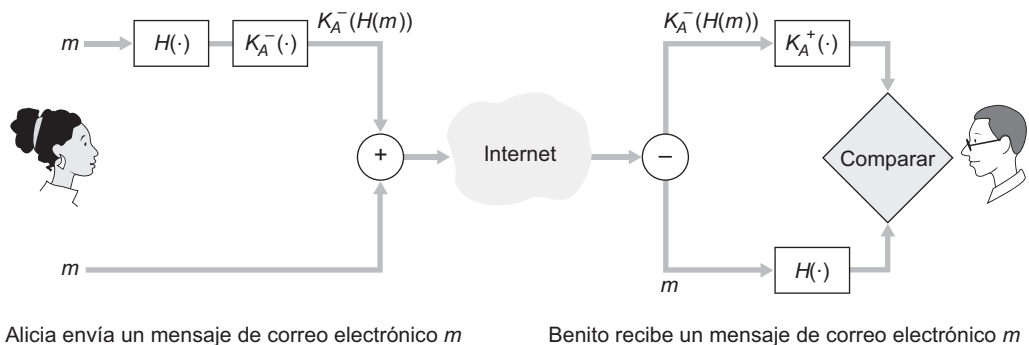 K_A^-(H(m)) K_A^-(H(m))
m H(·) K_A^-(·) K_A^+(·)
+ Internet – Comparar
m H(·)
m
Alicia envía un mensaje de correo electrónico m
Benito recibe un mensaje de correo electrónico m